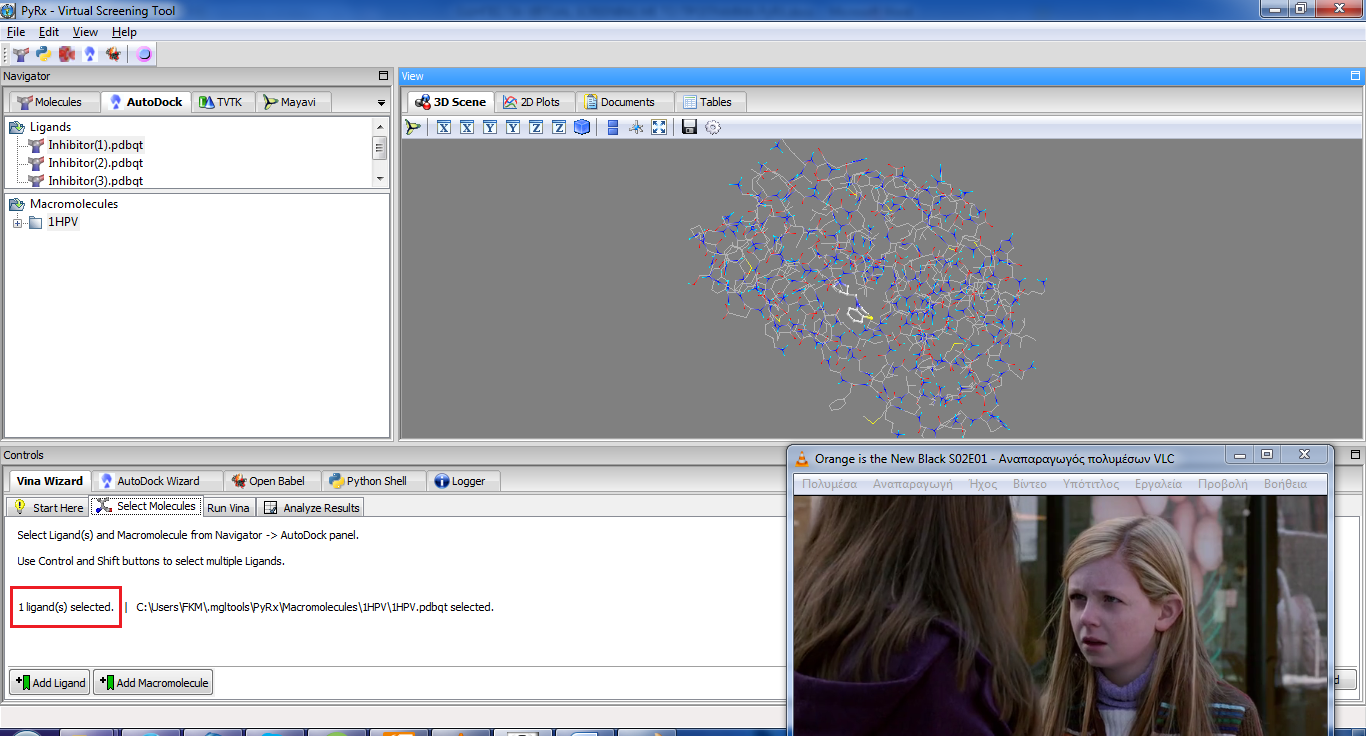 PyRx - Virtual Screening Tool
File Edit View Help
Navigator
View
Molecules AutoDock TVTK Mayavi
3D Scene 2D Plots Documents Tables
X X Y Y Z Z
Ligands
Inhibitor(1).pdbqt
Inhibitor(2).pdbqt
Inhibitor(3).pdbqt
Macromolecules
1HPV
Controls
Vina Wizard AutoDock Wizard Open Babel Python Shell Logger
Start Here Select Molecules Run Vina Analyze Results
Select Ligand(s) and Macromolecule from Navigator -> AutoDock panel.
Use Control and Shift buttons to select multiple Ligands.
1 ligand(s) selected. | C:\Users\FKM\.mgltools\PyRx\Macromolecules\1HPV\1HPV.pdbqt selected.
Add Ligand Add Macromolecule
Orange is the New Black S02E01 - Αναπαραγωγός πολυμέσων VLC
Πολυμέσα Αναπαραγωγή Ήχος Βίντεο Υπότιτλος Εργαλεία Προβολή Βοήθεια